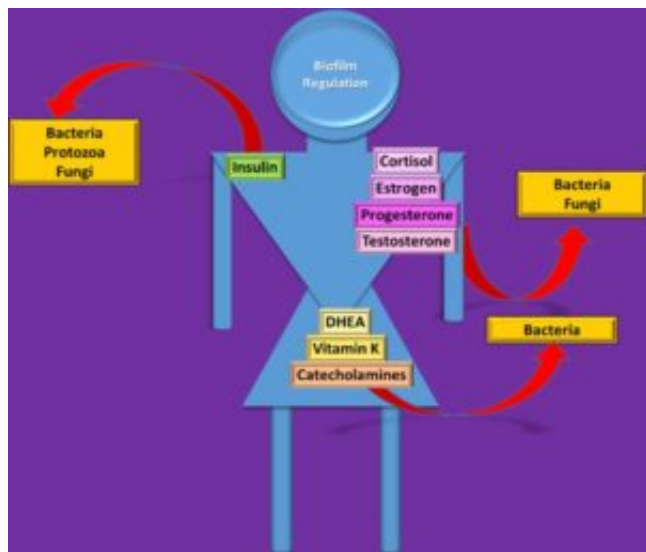 Biofilm
Regulation
Bacteria
Protozoa
Fungi
Insulin
Cortisol
Estrogen
Progesterone
Testosterone
Bacteria
Fungi
DHEA
Vitamin K
Catecholamines
Bacteria